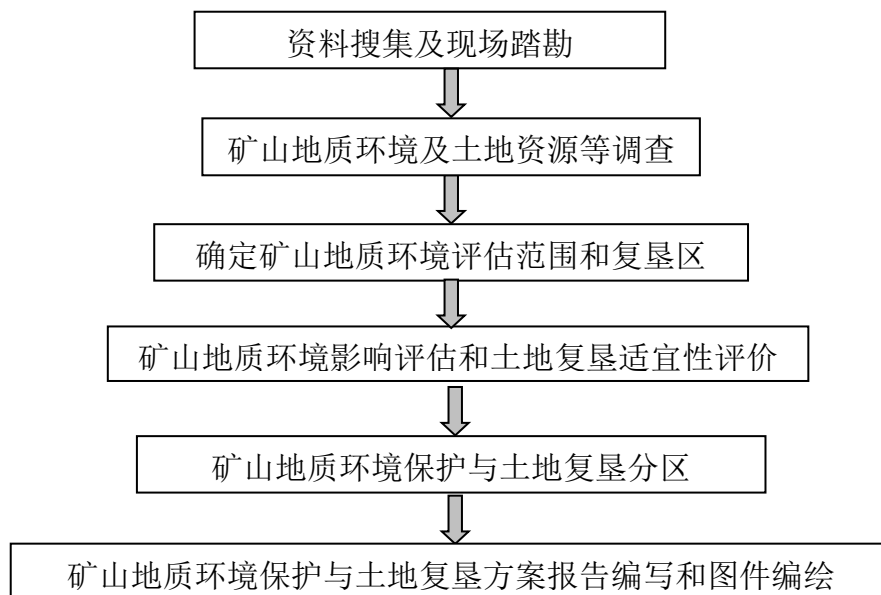 资料搜集及现场踏勘
矿山地质环境及土地资源等调查
确定矿山地质环境评估范围和复垦区
矿山地质环境影响评估和土地复垦适宜性评价
矿山地质环境保护与土地复垦分区
矿山地质环境保护与土地复垦方案报告编写和图件编绘